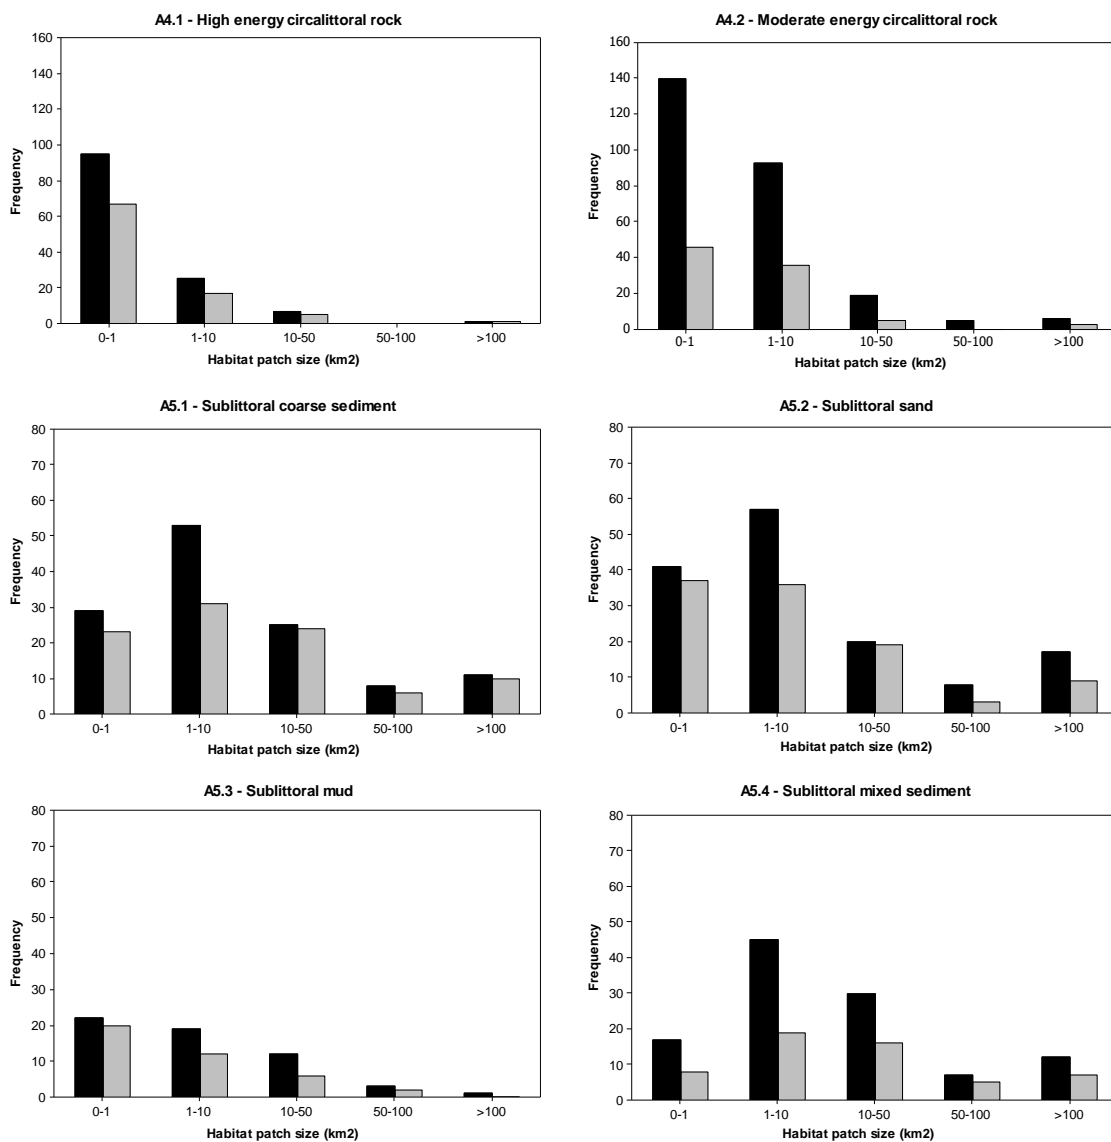 A4.1 - High energy circalittoral rock
160
140
120
100
80
60
40
20
0
Frequency
0-1 1-10 10-50 50-100 >100
Habitat patch size (km2)
A4.2 - Moderate energy circalittoral rock
160
140
120
100
80
60
40
20
0
Frequency
0-1 1-10 10-50 50-100 >100
Habitat patch size (km2)
A5.1 - Sublittoral coarse sediment
80
70
60
50
40
30
20
10
0
Frequency
0-1 1-10 10-50 50-100 >100
Habitat patch size (km2)
A5.2 - Sublittoral sand
80
70
60
50
40
30
20
10
0
Frequency
0-1 1-10 10-50 50-100 >100
Habitat patch size (km2)
A5.3 - Sublittoral mud
80
70
60
50
40
30
20
10
0
Frequency
0-1 1-10 10-50 50-100 >100
Habitat patch size (km2)
A5.4 - Sublittoral mixed sediment
80
70
60
50
40
30
20
10
0
Frequency
0-1 1-10 10-50 50-100 >100
Habitat patch size (km2)